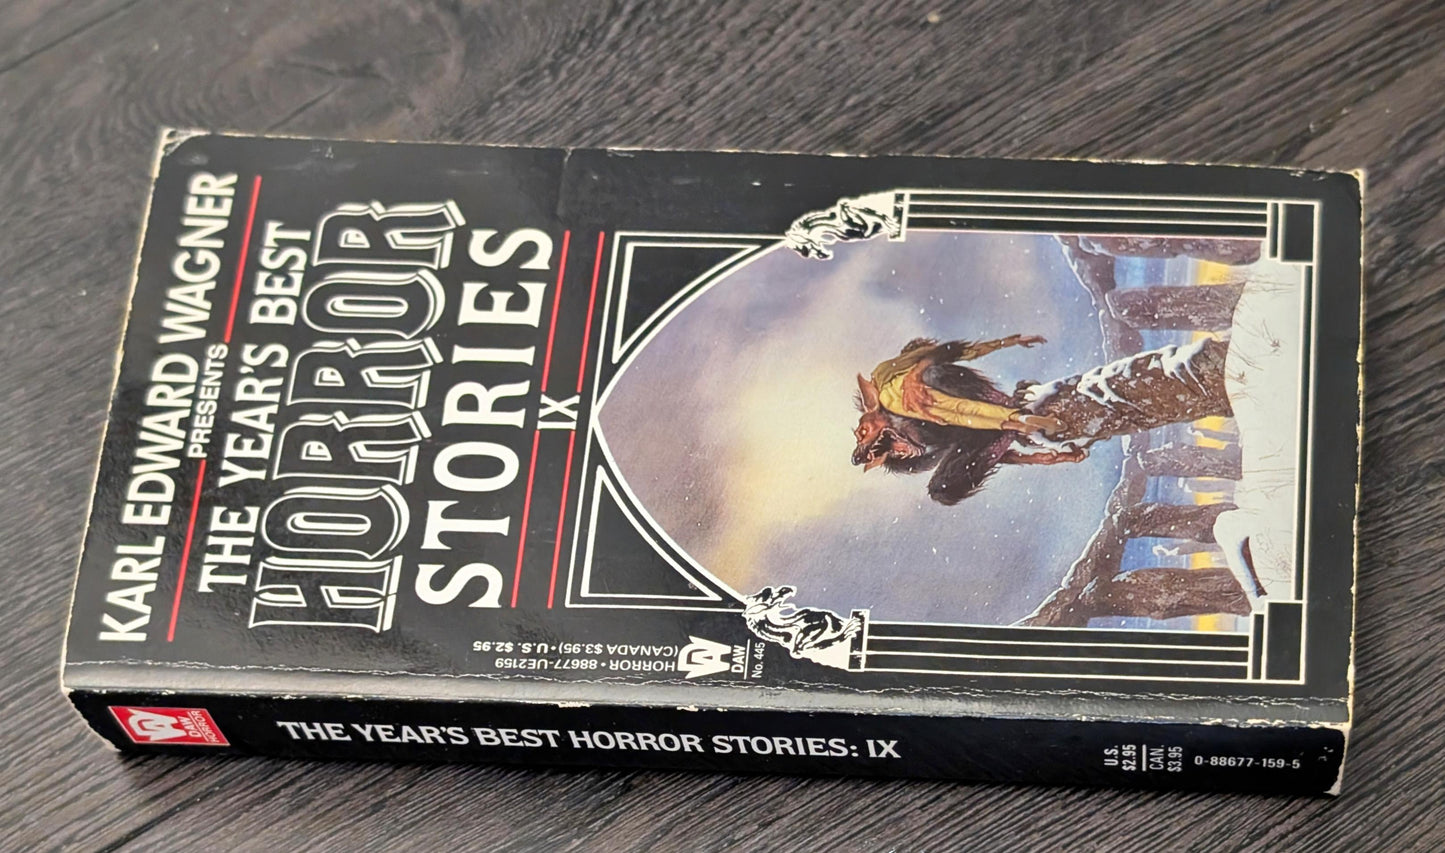 KARL EDWARD WAGNER
PRESENTS
THE YEAR'S BEST
HORROR
STORIES
IX
HORROR • 88677-UE2159
(CANADA $3.95) • U.S. $2.95
DAW
No. 445
DAW
HORROR
THE YEAR'S BEST HORROR STORIES: IX
U.S.
$2.95
CAN.
$3.95
0-88677-159-5